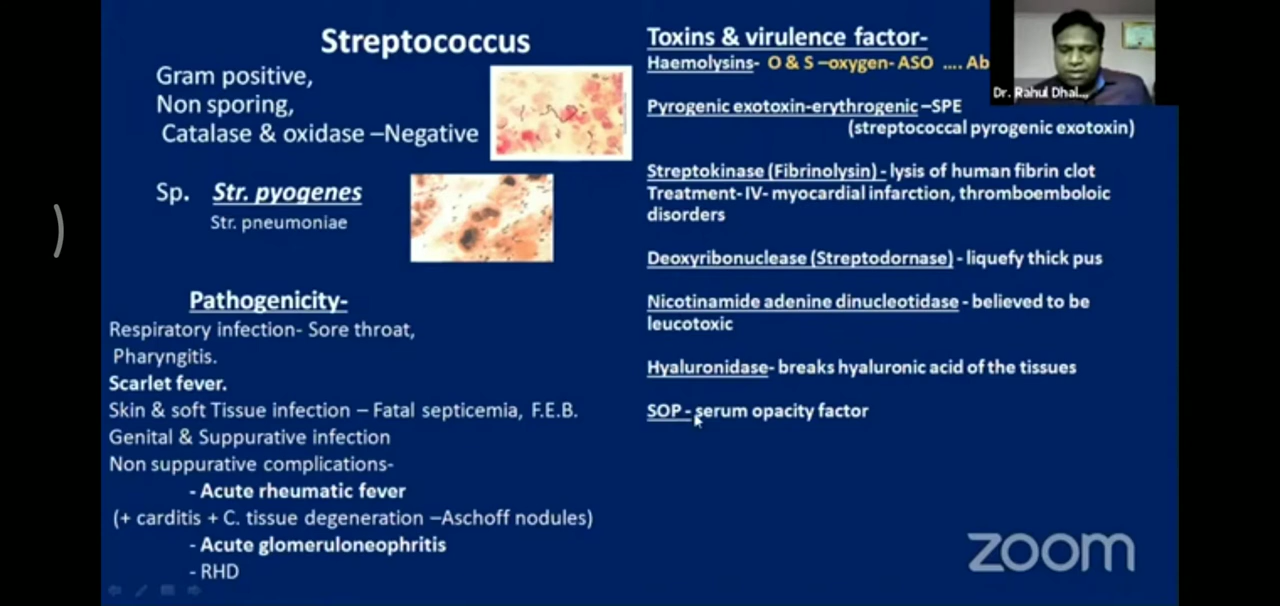 Streptococcus
Gram positive,
Non sporing,
Catalase & oxidase –Negative
Sp. Str. pyogenes
Str. pneumoniae
Pathogenicity-
Respiratory infection- Sore throat,
Pharyngitis.
Scarlet fever.
Skin & soft Tissue infection – Fatal septicemia, F.E.B.
Genital & Suppurative infection
Non suppurative complications-
- Acute rheumatic fever
(+ carditis + C. tissue degeneration –Aschoff nodules)
- Acute glomeruloneophritis
- RHD
Toxins & virulence factor-
Haemolysins- O & S –oxygen- ASO .... Ab
Pyrogenic exotoxin-erythrogenic –SPE
(streptococcal pyrogenic exotoxin)
Streptokinase (Fibrinolysin) - lysis of human fibrin clot
Treatment- IV- myocardial infarction, thromboemboloic
disorders
Deoxyribonuclease (Streptodornase) - liquefy thick pus
Nicotinamide adenine dinucleotidase - believed to be
leucotoxic
Hyaluronidase- breaks hyaluronic acid of the tissues
SOP - serum opacity factor
Dr. Rahul Dhal...
zoom